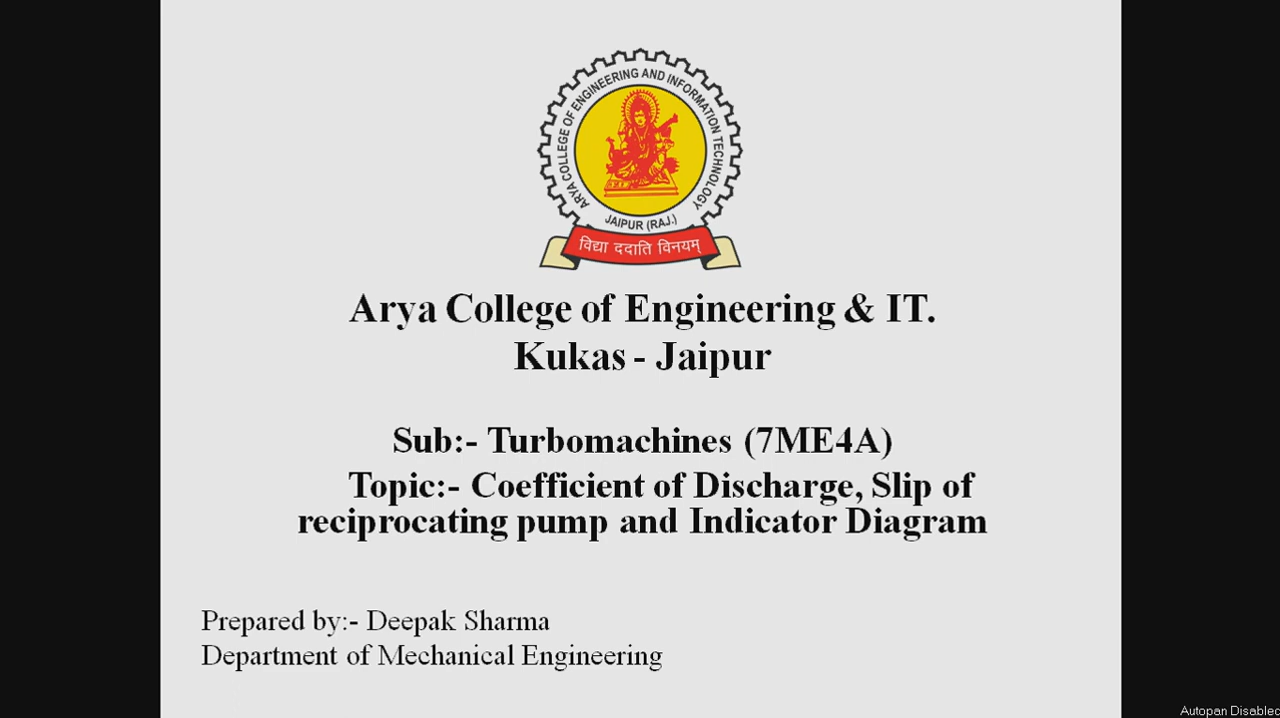 ARYA COLLEGE OF ENGINEERING AND INFORMATION TECHNOLOGY
JAIPUR (RAJ.)
विद्या ददाति विनयम्
Arya College of Engineering & IT.
Kukas - Jaipur
Sub:- Turbomachines (7ME4A)
Topic:- Coefficient of Discharge, Slip of
reciprocating pump and Indicator Diagram
Prepared by:- Deepak Sharma
Department of Mechanical Engineering
Autopan Disabled